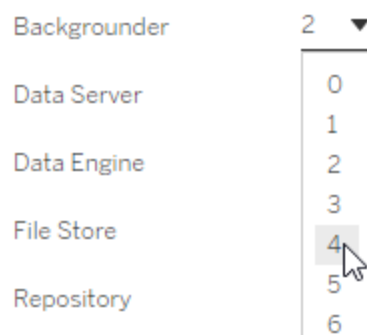 Backgrounder 2
0
Data Server
1
Data Engine 2
3
File Store
4
5
Repository
6